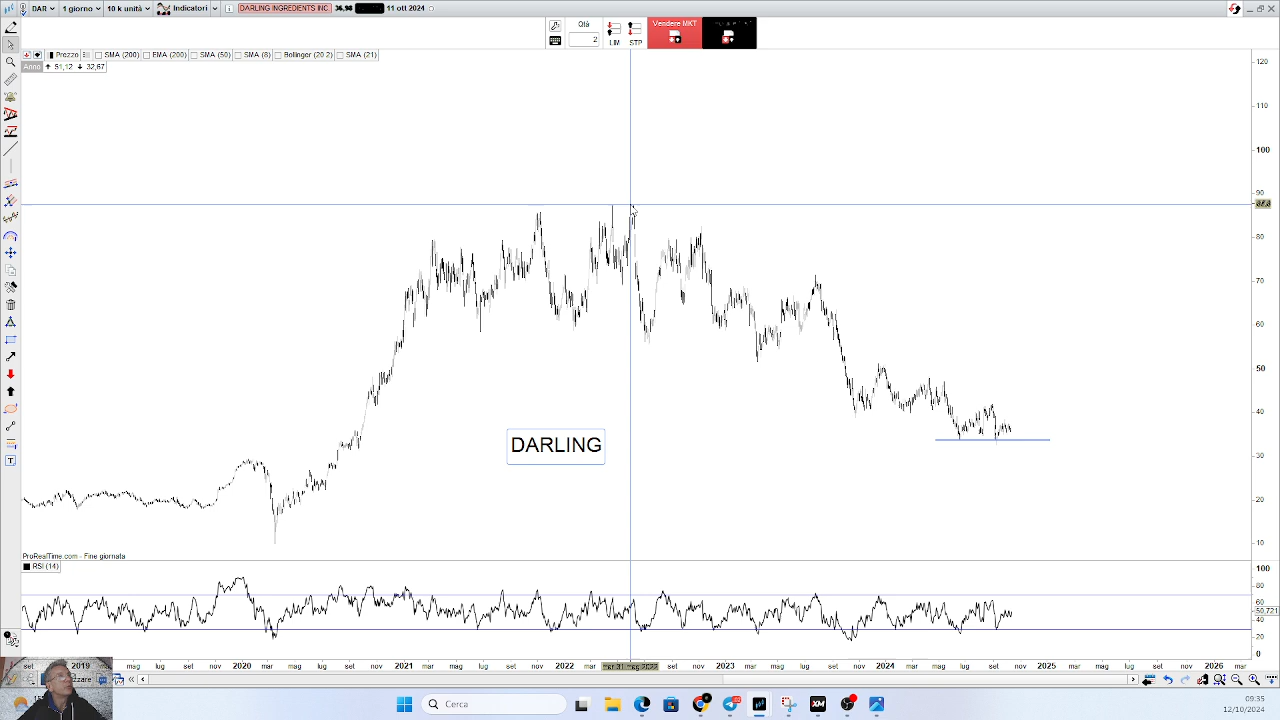 DAR
1 giorno
10 k unità
Indicatori
DARLING INGREDIENTS INC
36,98
11 ott 2024
Qtà
2
LIM
STP
Vendere MKT
Prezzo
SMA (200)
EMA (200)
SMA (50)
SMA (8)
Bollinger (20 2)
SMA (21)
Anno
51,12
32,67
120
110
100
90
80
70
60
50
40
30
20
10
DARLING
ProRealTime.com - Fine giornata
RSI (14)
100
80
60
50,721
40
20
0
mag
lug
set
nov
2020
mar
mag
lug
set
nov
2021
mar
mag
lug
set
nov
2022
mar 31 mag 2022
set
nov
2023
mar
mag
lug
set
nov
2024
mar
mag
lug
set
nov
2025
mar
mag
lug
set
nov
2026
mar
Cerca
XM
09:35
12/10/2024